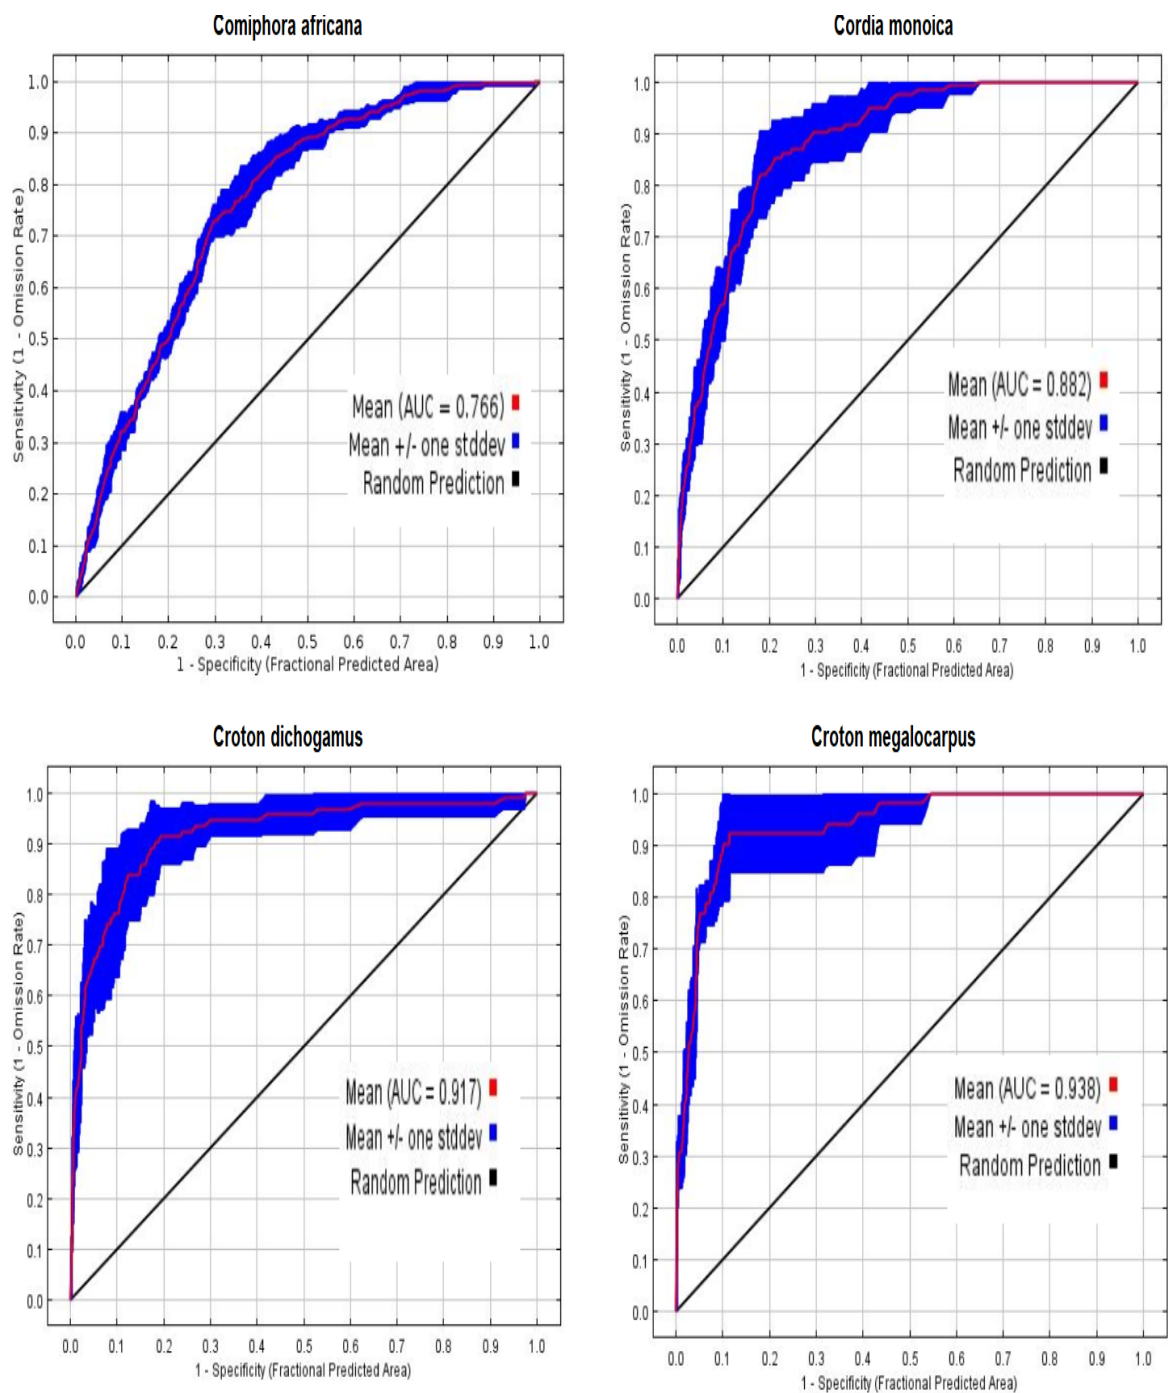 Comiphora africana
1.0
0.9
0.8
0.7
0.6
0.5
0.4
0.3
0.2
0.1
0.0
Sensitivity (1 - Omission Rate)
Mean (AUC = 0.766)
Mean +/- one stddev
Random Prediction
0.0 0.1 0.2 0.3 0.4 0.5 0.6 0.7 0.8 0.9 1.0
1 - Specificity (Fractional Predicted Area)
Cordia monoica
1.0
0.9
0.8
0.7
0.6
0.5
0.4
0.3
0.2
0.1
0.0
Sensitivity (1 - Omission Rate)
Mean (AUC = 0.882)
Mean +/- one stddev
Random Prediction
0.0 0.1 0.2 0.3 0.4 0.5 0.6 0.7 0.8 0.9 1.0
1 - Specificity (Fractional Predicted Area)
Croton dichogamus
1.0
0.9
0.8
0.7
0.6
0.5
0.4
0.3
0.2
0.1
0.0
Sensitivity (1 - Omission Rate)
Mean (AUC = 0.917)
Mean +/- one stddev
Random Prediction
0.0 0.1 0.2 0.3 0.4 0.5 0.6 0.7 0.8 0.9 1.0
1 - Specificity (Fractional Predicted Area)
Croton megalocarpus
1.0
0.9
0.8
0.7
0.6
0.5
0.4
0.3
0.2
0.1
0.0
Sensitivity (1 - Omission Rate)
Mean (AUC = 0.938)
Mean +/- one stddev
Random Prediction
0.0 0.1 0.2 0.3 0.4 0.5 0.6 0.7 0.8 0.9 1.0
1 - Specificity (Fractional Predicted Area)